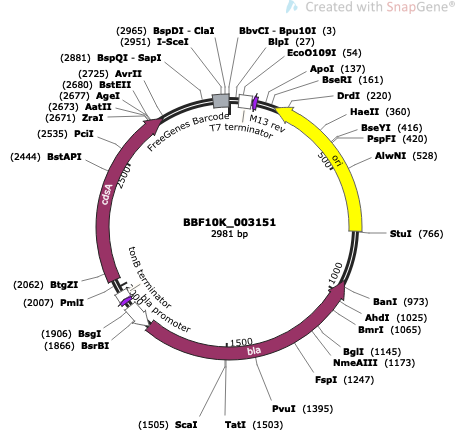 Created with SnapGene®
(2965) BspDI - ClaI
(2951) I-SceI
(2881) BspQI - SapI
(2725) AvrII
(2680) BstEII
(2677) AgeI
(2673) AatII
(2671) ZraI
(2535) PciI
(2444) BstAPI
(2062) BtgZI
(2007) PmlI
(1906) BsgI
(1866) BsrBI
(1505) ScaI
BbvCI - Bpu10I (3)
BlpI (27)
EcoO109I (54)
ApoI (137)
BseRI (161)
DrdI (220)
HaeII (360)
BseYI (416)
PspFI (420)
AlwNI (528)
StuI (766)
BanI (973)
AhdI (1025)
BmrI (1065)
BglI (1145)
NmeAIII (1173)
FspI (1247)
PvuI (1395)
TatI (1503)
FreeGenes Barcode
T7 terminator
M13 rev
ori
500
1000
1500
2000
2500
cdsA
tonB terminator
bla promoter
bla
BBF10K_003151
2981 bp